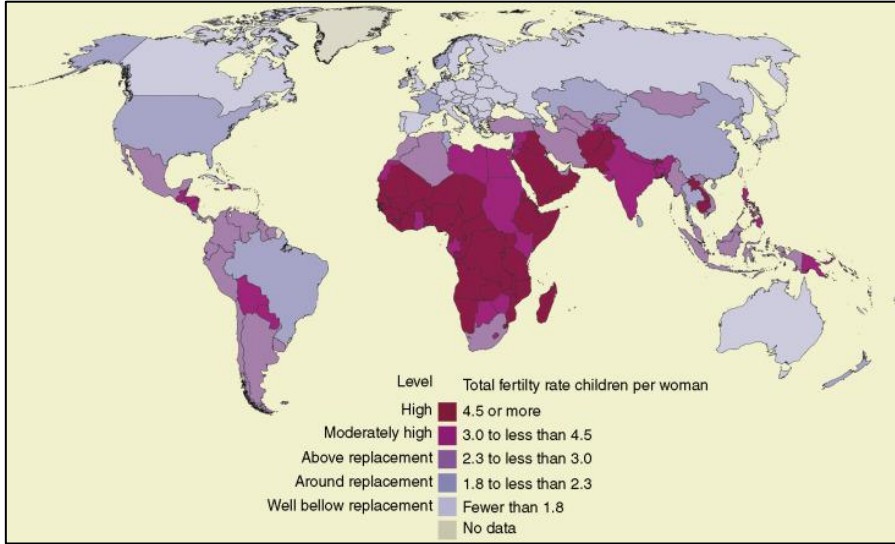 Level Total fertilty rate children per woman
High 4.5 or more
Moderately high 3.0 to less than 4.5
Above replacement 2.3 to less than 3.0
Around replacement 1.8 to less than 2.3
Well bellow replacement Fewer than 1.8
No data